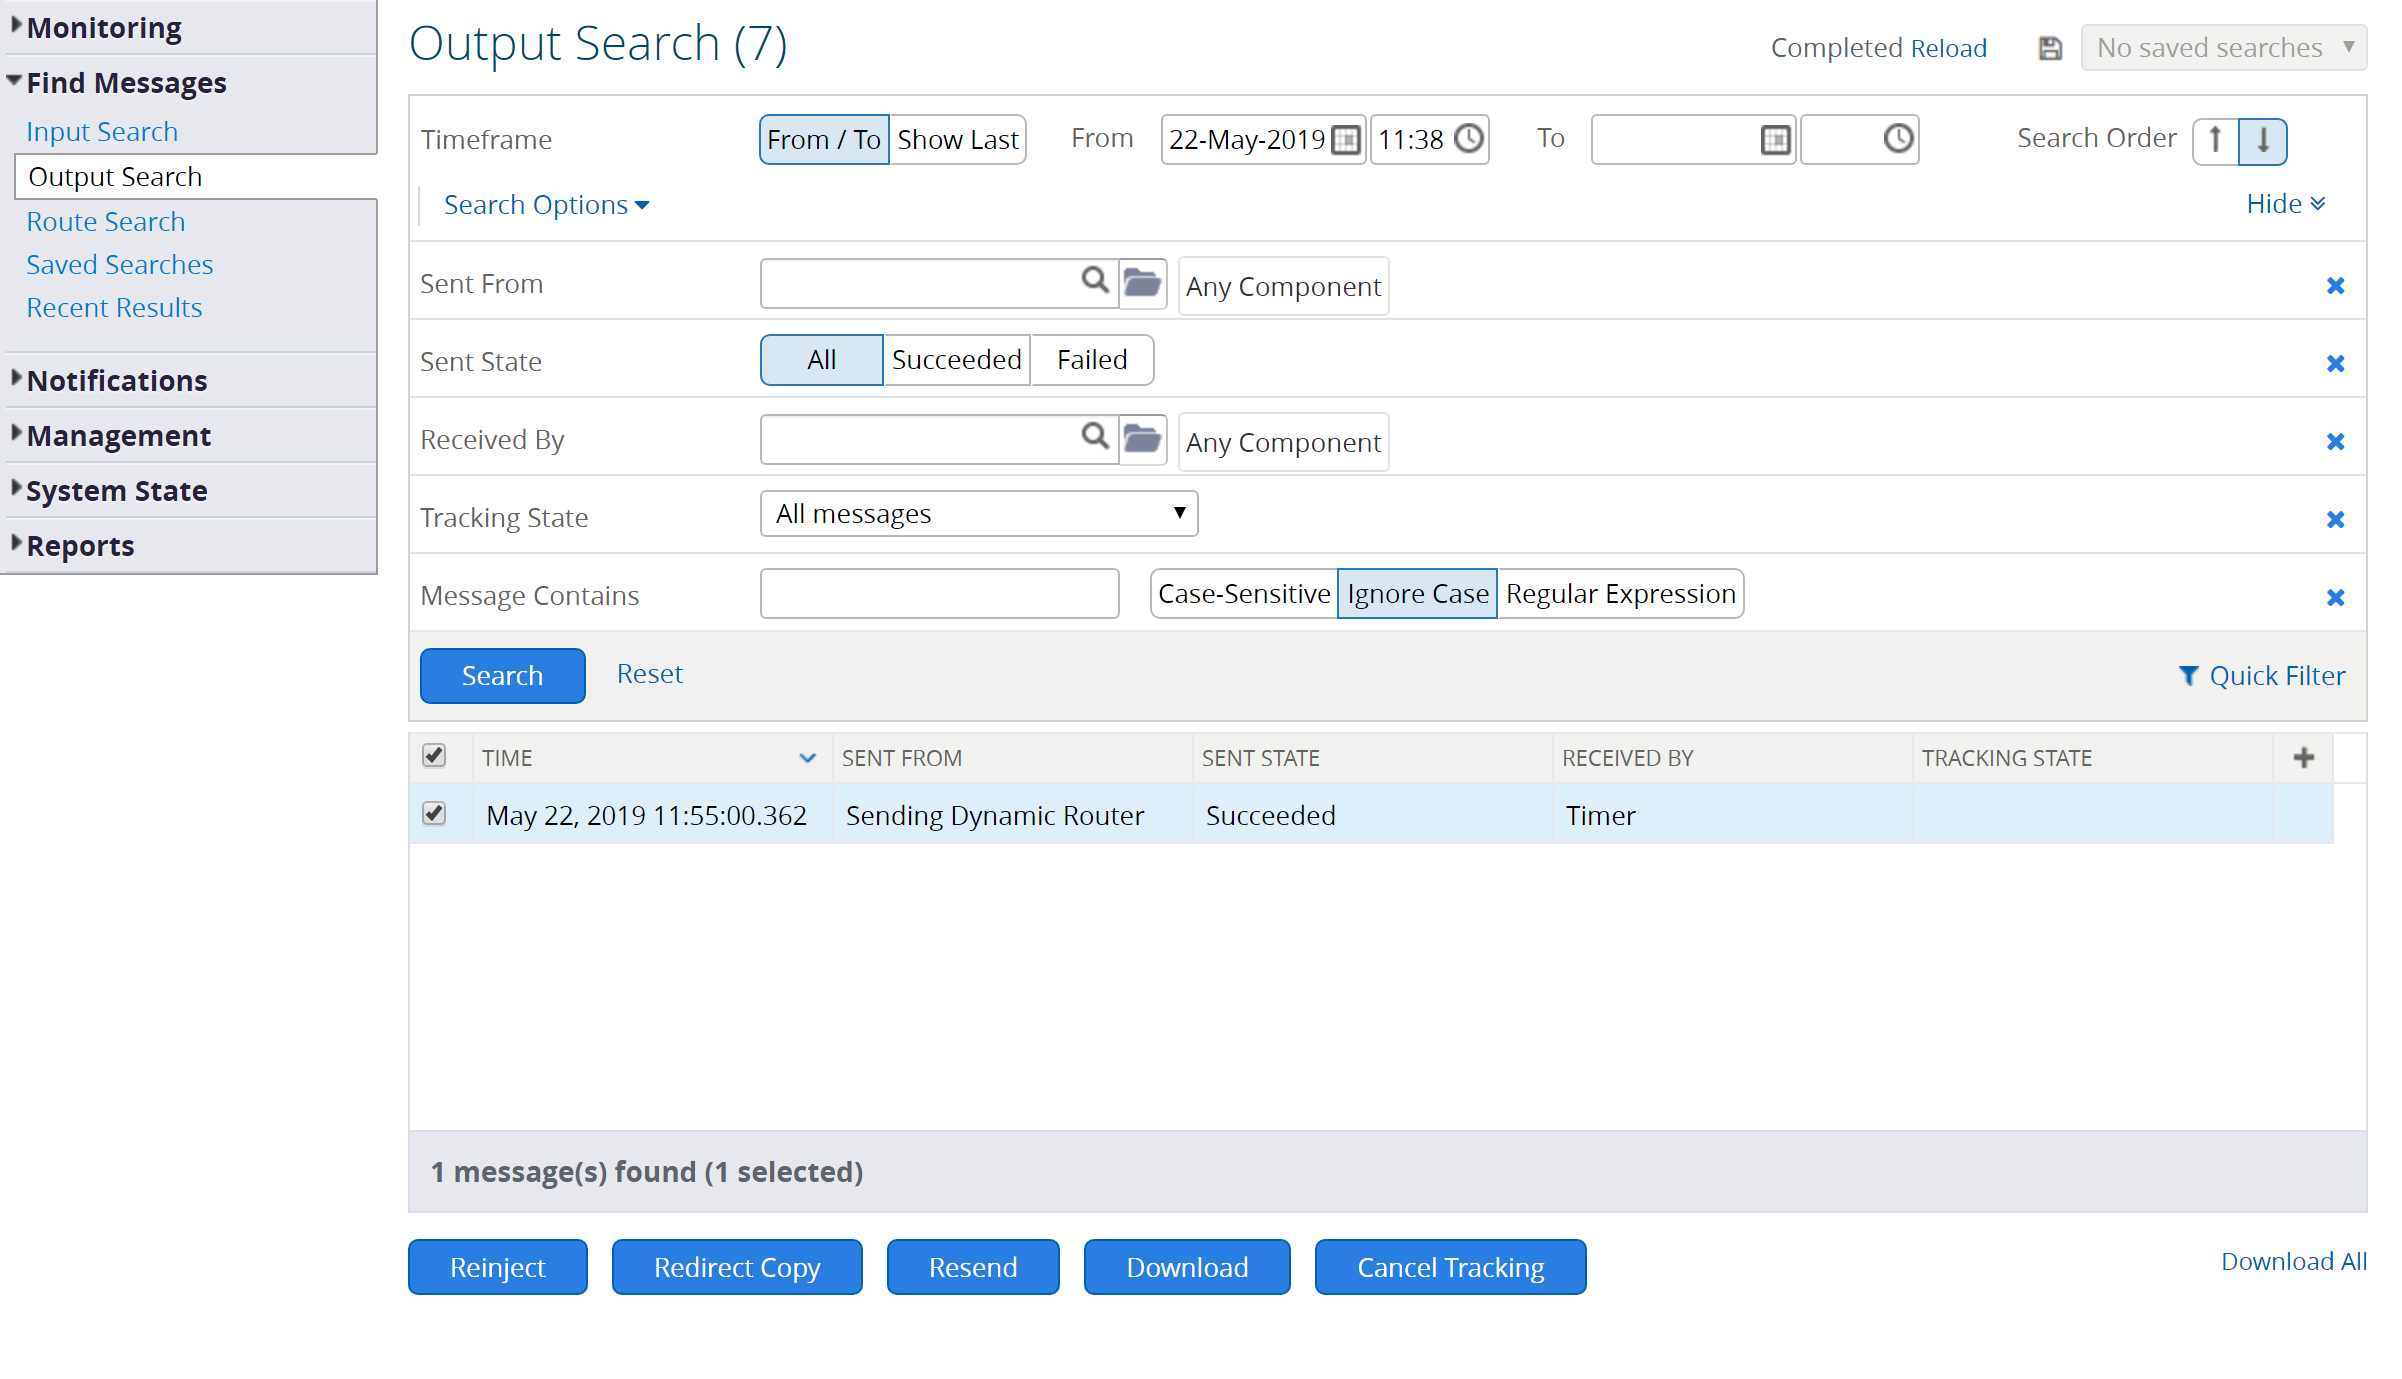 Monitoring
Find Messages
Input Search
Output Search
Route Search
Saved Searches
Recent Results
Notifications
Management
System State
Reports
Output Search (7)
Completed Reload
No saved searches
Timeframe From / To Show Last From 22-May-2019 11:38 To Search Order
Search Options Hide
Sent From Any Component
Sent State All Succeeded Failed
Received By Any Component
Tracking State All messages
Message Contains Case-Sensitive Ignore Case Regular Expression
Search Reset Quick Filter
TIME SENT FROM SENT STATE RECEIVED BY TRACKING STATE
May 22, 2019 11:55:00.362 Sending Dynamic Router Succeeded Timer
1 message(s) found (1 selected)
Reinject Redirect Copy Resend Download Cancel Tracking Download All